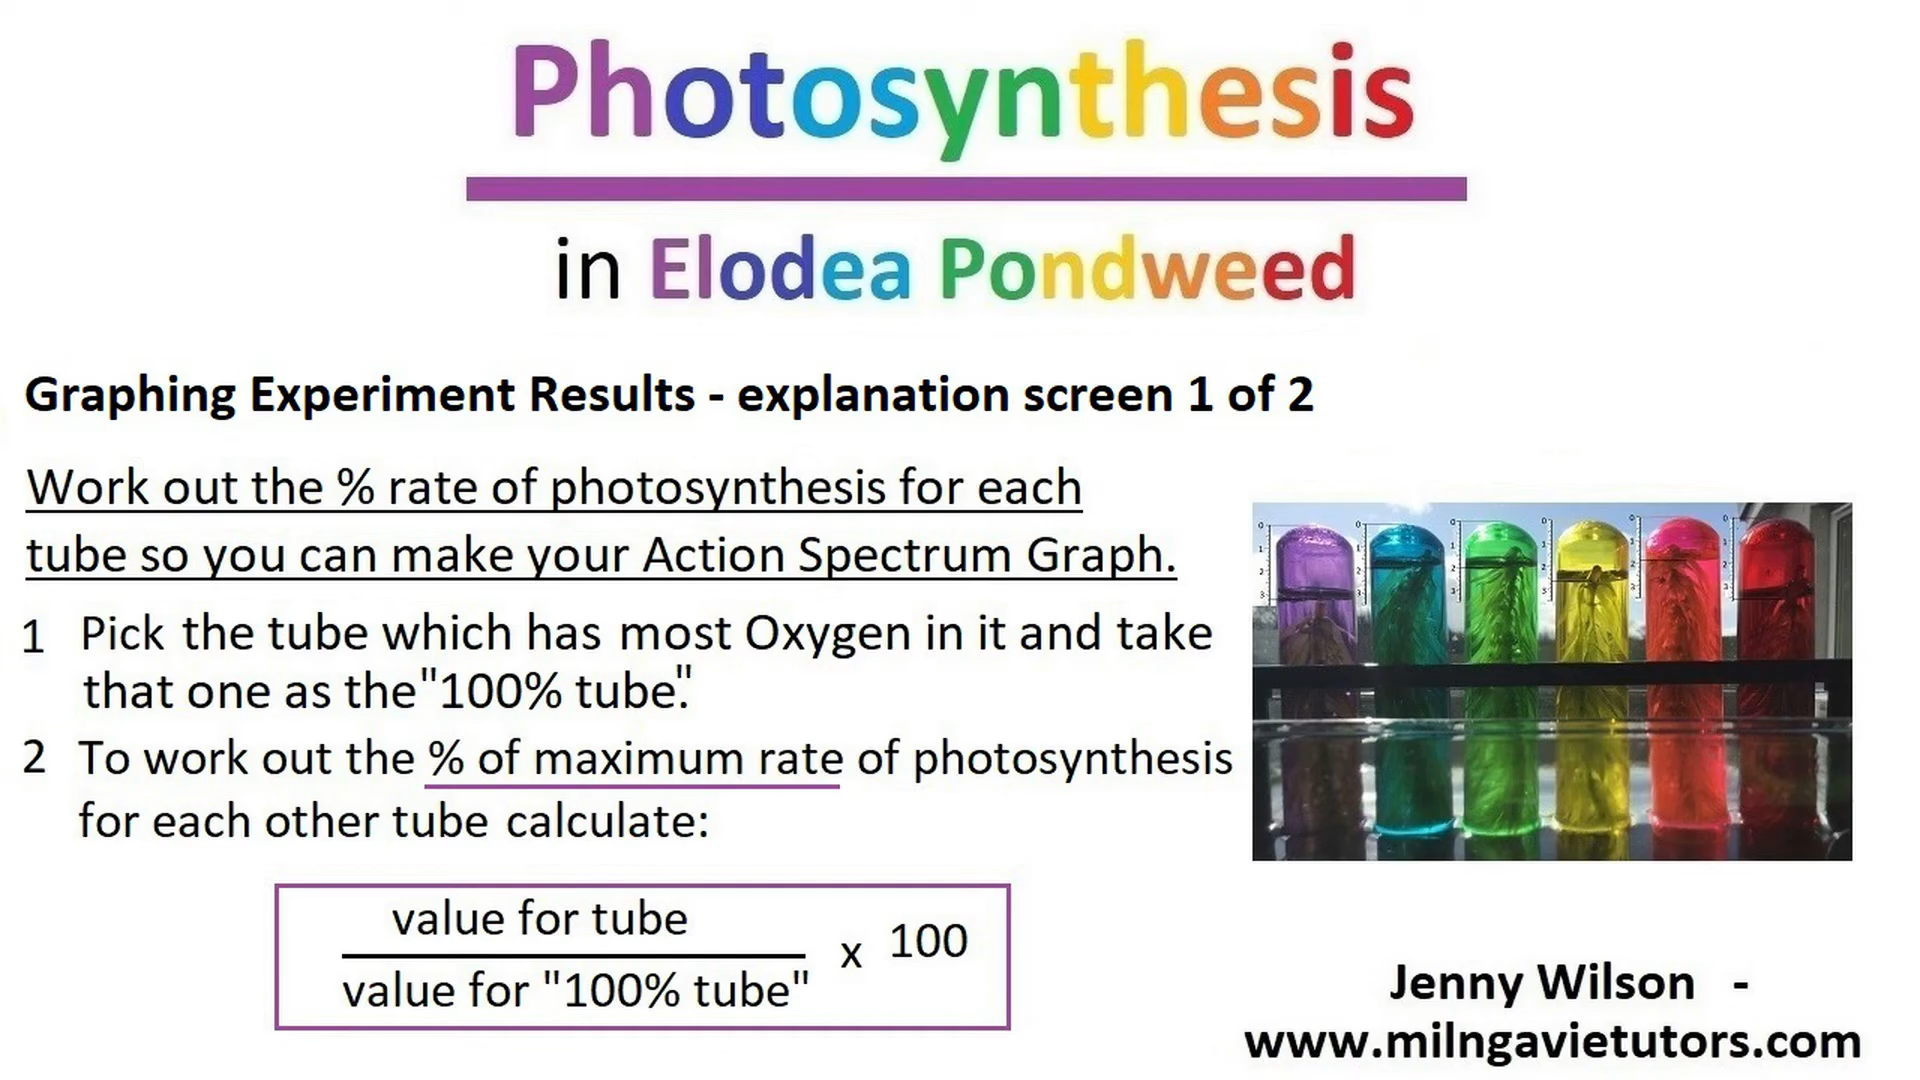 Photosynthesis
in Elodea Pondweed
Graphing Experiment Results - explanation screen 1 of 2
Work out the % rate of photosynthesis for each
tube so you can make your Action Spectrum Graph.
1 Pick the tube which has most Oxygen in it and take
that one as the "100% tube."
2 To work out the % of maximum rate of photosynthesis
for each other tube calculate:
value for tube
value for "100% tube"
x 100
Jenny Wilson -
www.milngavietutors.com